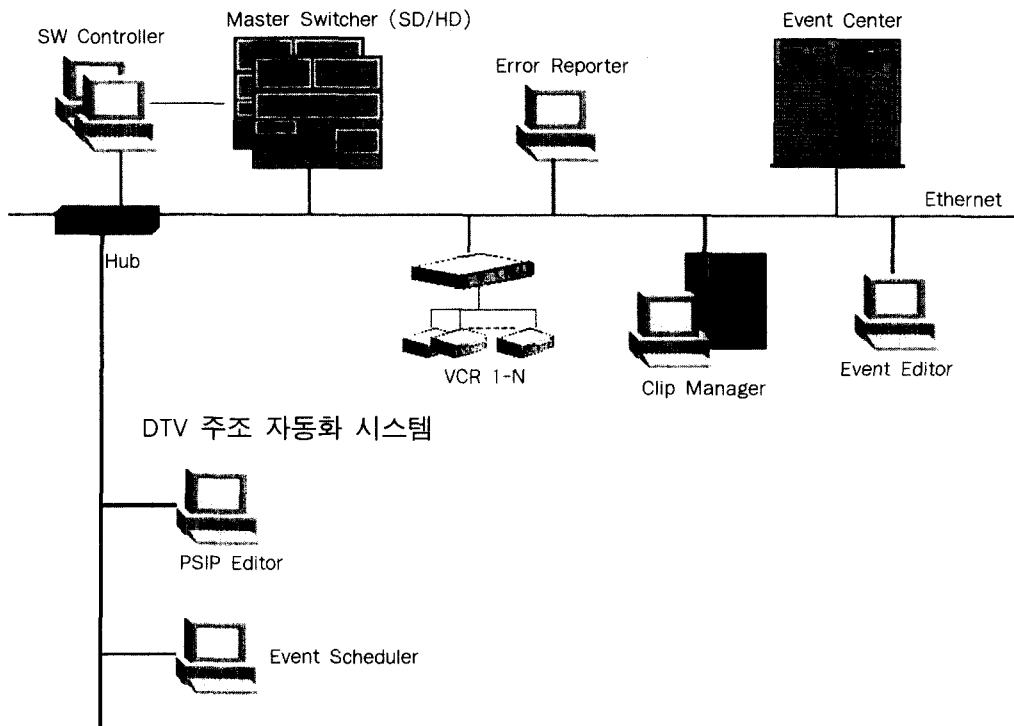 Master Switcher (SD/HD)
Event Center
SW Controller
Error Reporter
Ethernet
Hub
VCR 1-N
Clip Manager
Event Editor
DTV 주조 자동화 시스템
PSIP Editor
Event Scheduler